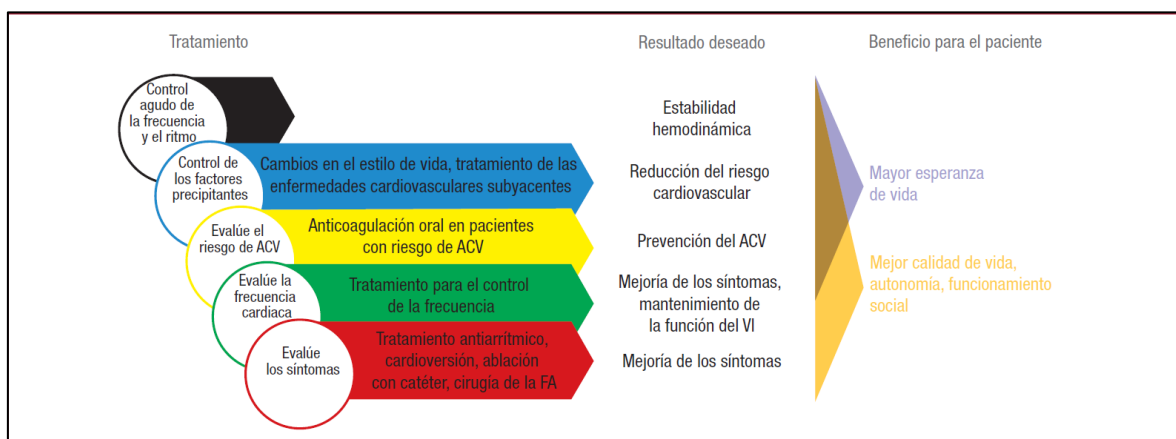 Tratamiento
Resultado deseado
Beneficio para el paciente
Control
agudo de
la frecuencia
y el ritmo
Estabilidad
hemodinámica
Control de
los factores
precipitantes
Cambios en el estilo de vida, tratamiento de las
enfermedades cardiovasculares subyacentes
Reducción del riesgo
cardiovascular
Mayor esperanza
de vida
Evalúe el
riesgo de ACV
Anticoagulación oral en pacientes
con riesgo de ACV
Prevención del ACV
Evalúe la
frecuencia
cardiaca
Tratamiento para el control
de la frecuencia
Mejoría de los síntomas,
mantenimiento de
la función del VI
Mejor calidad de vida,
autonomía, funcionamiento
social
Evalúe
los síntomas
Tratamiento antiarrítmico,
cardioversión, ablación
con catéter, cirugía de la FA
Mejoría de los síntomas